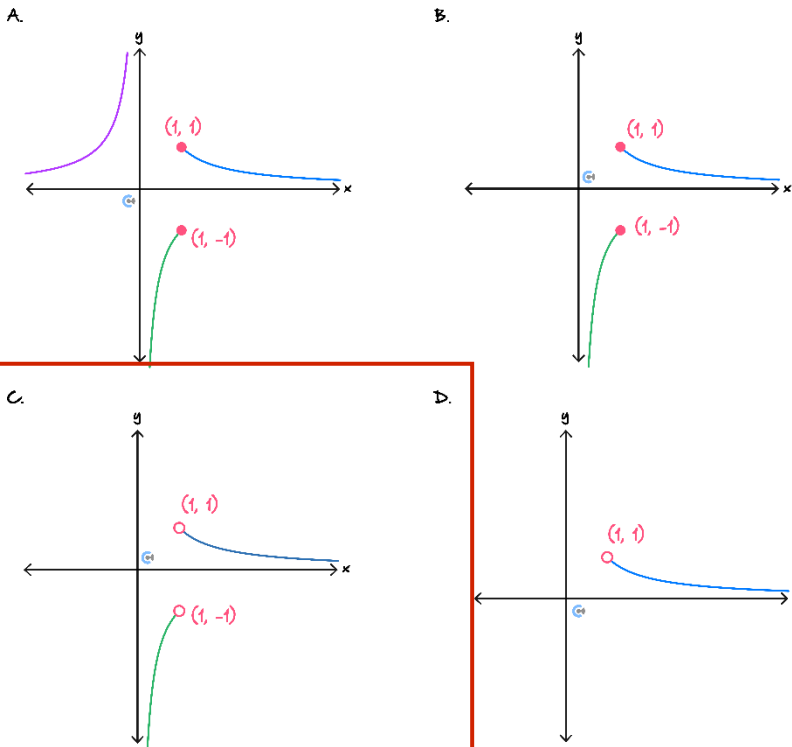 A.
B.
y
y
(1, 1)
(1, 1)
x
x
(1, -1)
(1, -1)
C.
D.
y
y
(1, 1)
(1, 1)
x
(1, -1)